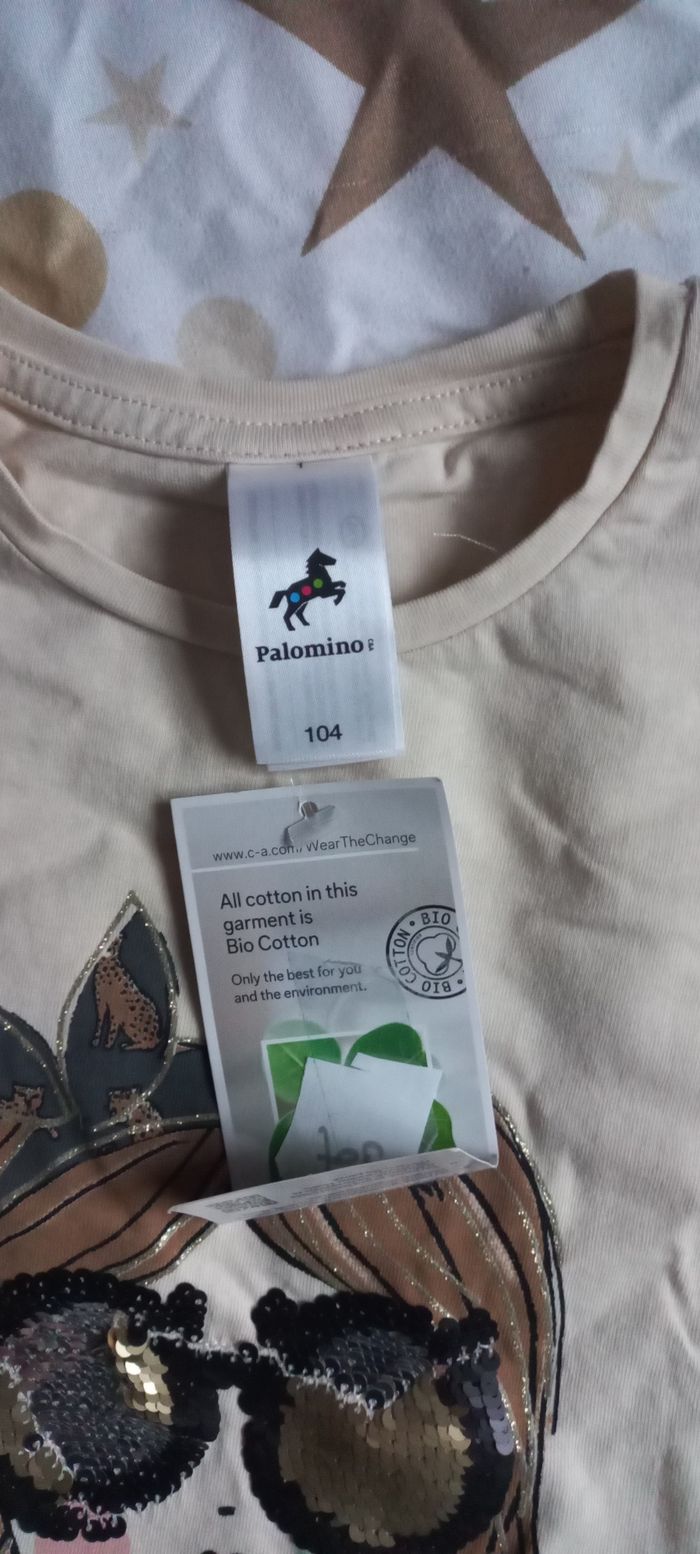 Palomino
104
www.c-a.com/WearTheChange
All cotton in this
garment is
Bio Cotton
Only the best for you
and the environment.
BIO COTTON • BIO